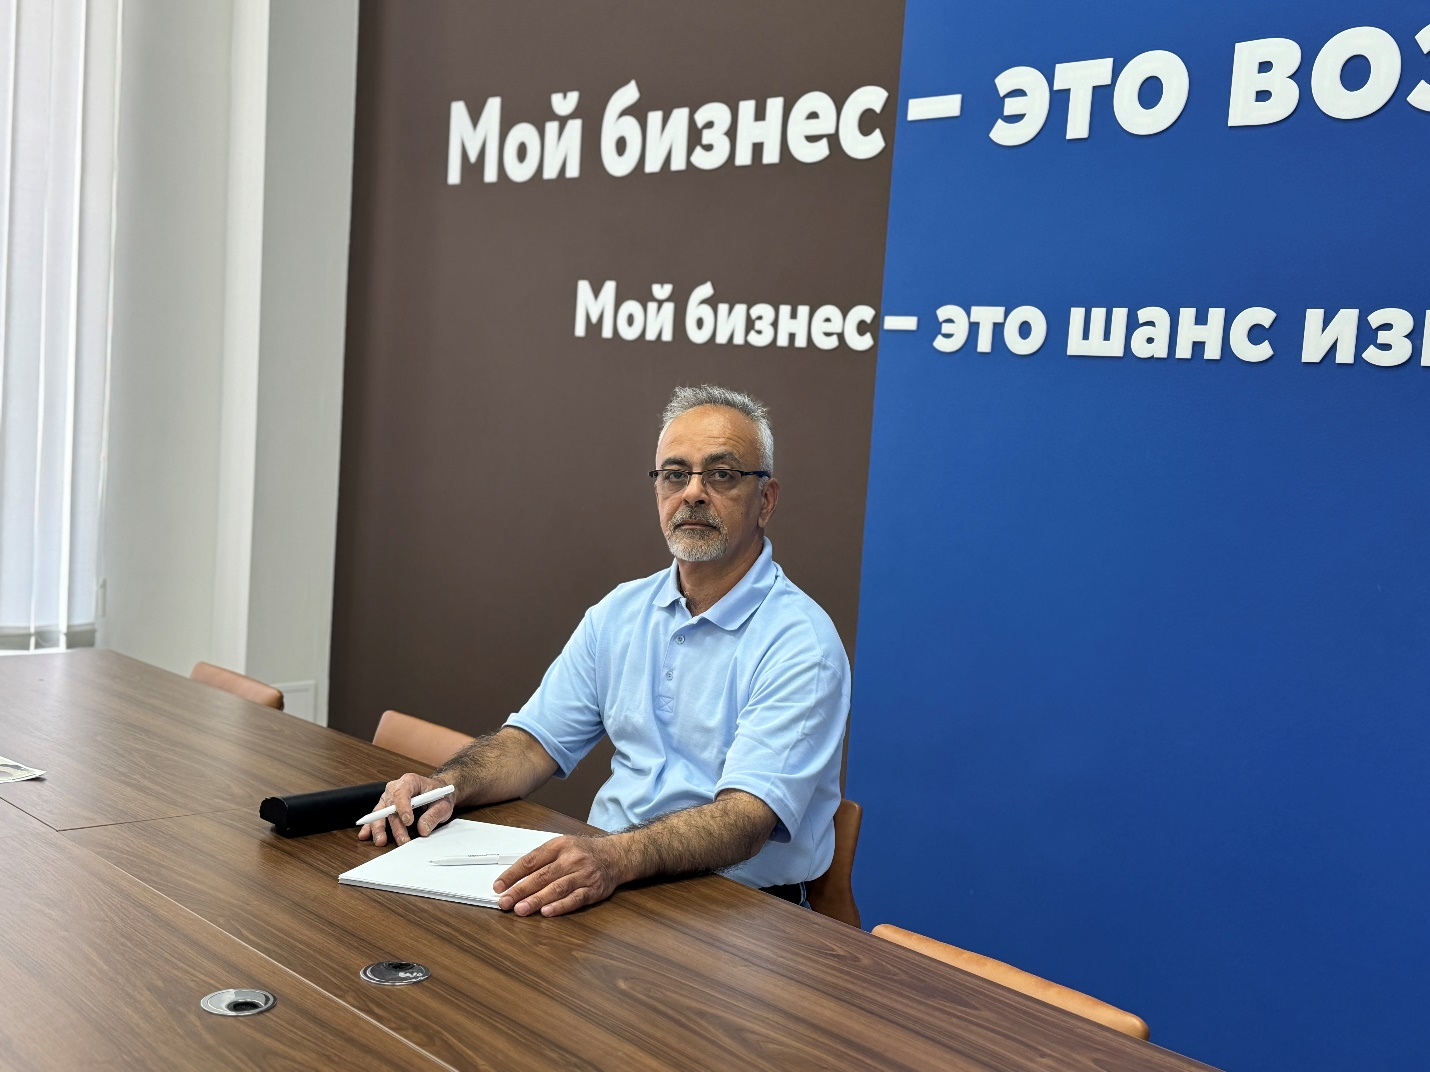 Мой бизнес – это воз
Мой бизнес – это шанс из